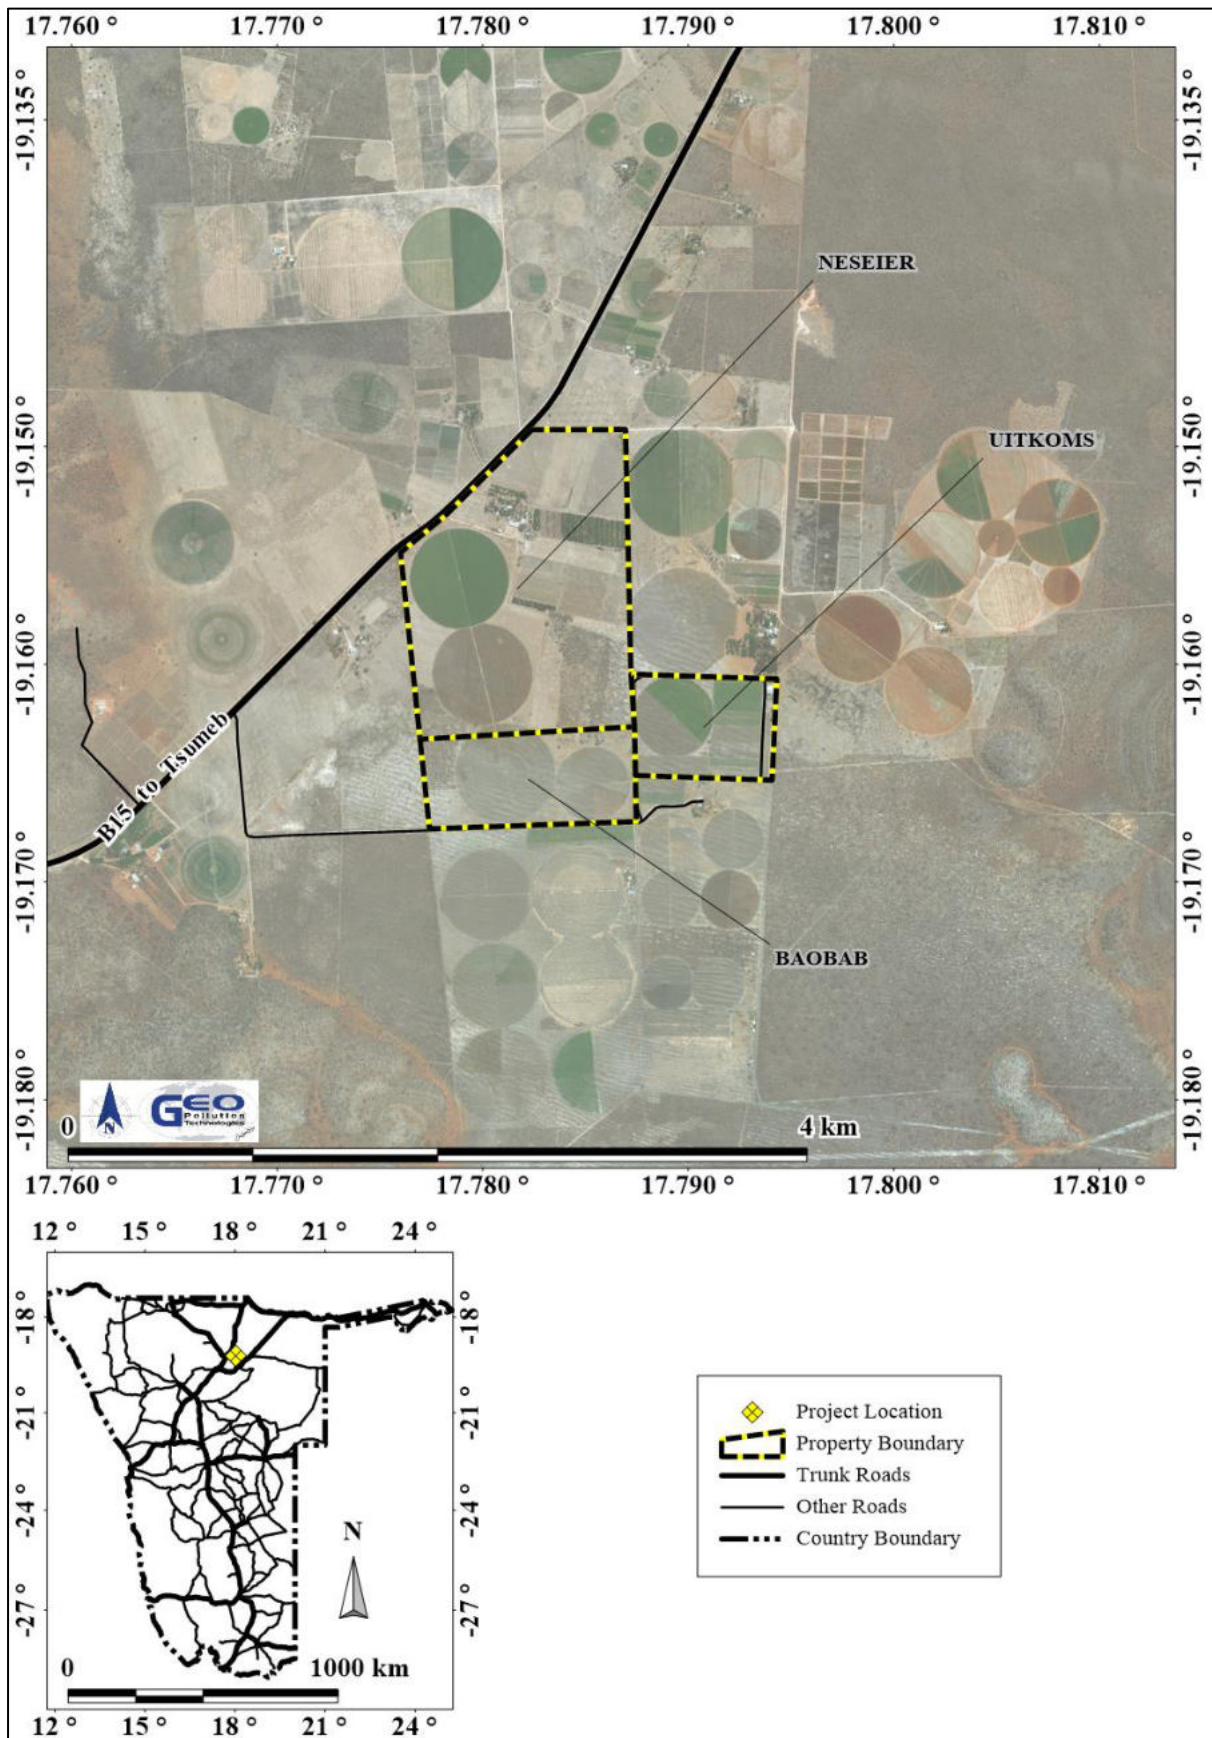 17.760 ° 17.770 ° 17.780 ° 17.790 ° 17.800 ° 17.810 °
-19.135 ° -19.135 °
NESEIER
UITKOMS
-19.150 ° -19.150 °
-19.160 ° -19.160 °
B15 to Tsumeb
-19.170 ° -19.170 °
BAOBAB
-19.180 ° -19.180 °
N
GEO
Pollution
Technologies
0 4 km
17.760 ° 17.770 ° 17.780 ° 17.790 ° 17.800 ° 17.810 °
12 ° 15 ° 18 ° 21 ° 24 °
-18 ° -18 °
-21 ° -21 °
-24 ° -24 °
-27 ° -27 °
N
0 1000 km
12 ° 15 ° 18 ° 21 ° 24 °
Project Location
Property Boundary
Trunk Roads
Other Roads
Country Boundary